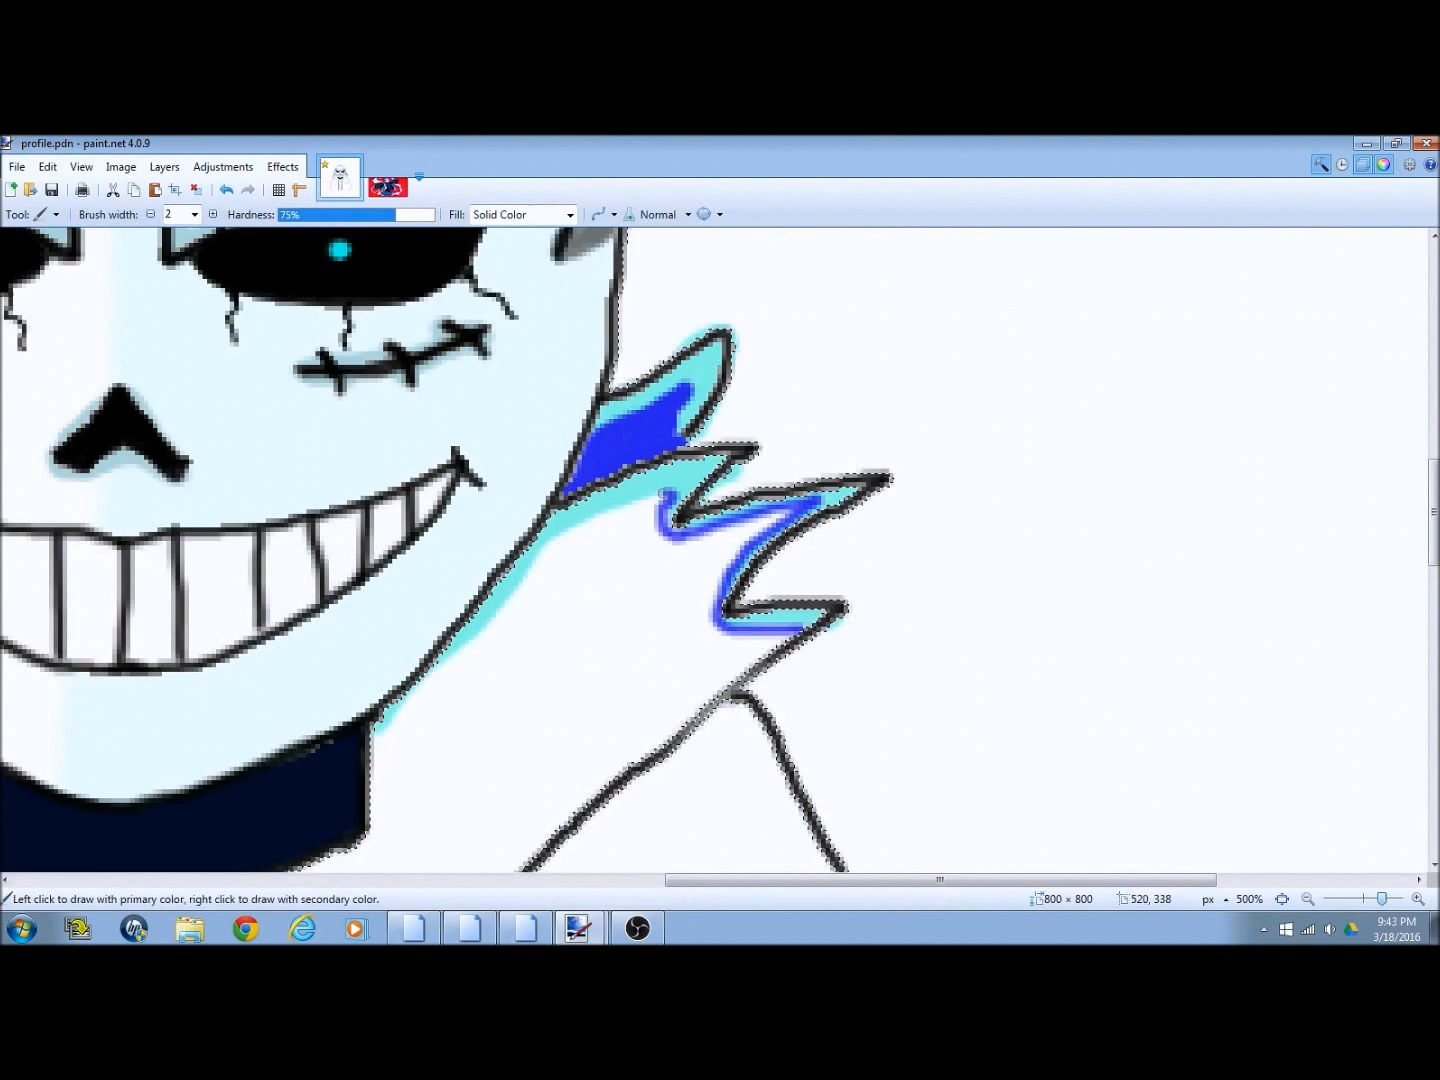 profile.pdn - paint.net 4.0.9
File Edit View Image Layers Adjustments Effects
Tool: Brush width: 2 Hardness: 75% Fill: Solid Color Normal
Left click to draw with primary color, right click to draw with secondary color. 800 × 800 520, 338 px 500%
9:43 PM
3/18/2016